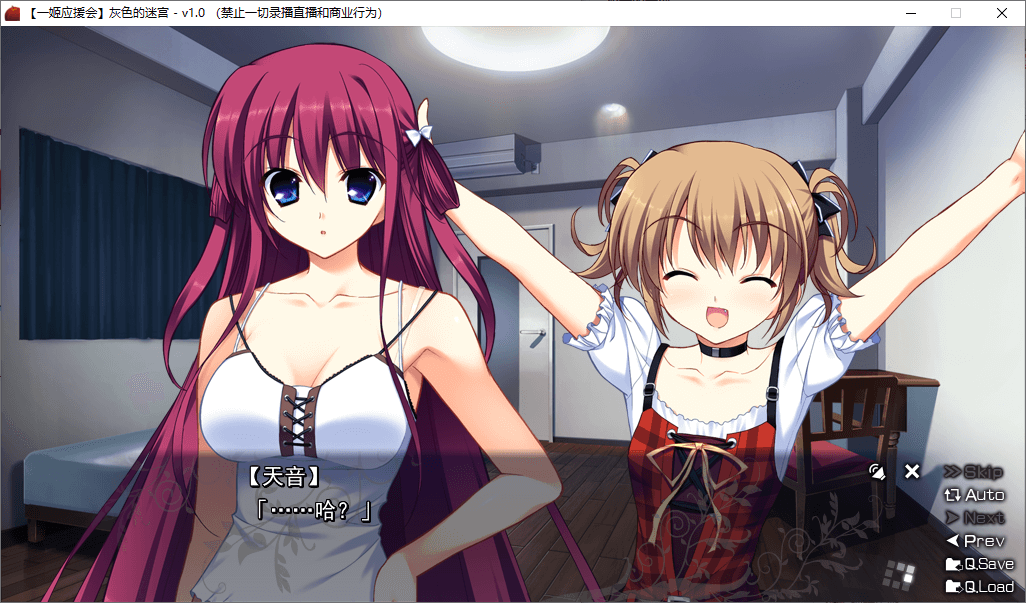 【一姬应援会】灰色的迷宫 - v1.0 （禁止一切录播直播和商业行为）
【天音】
「……哈？」
Skip
Auto
Next
Prev
Q.Save
Q.Load